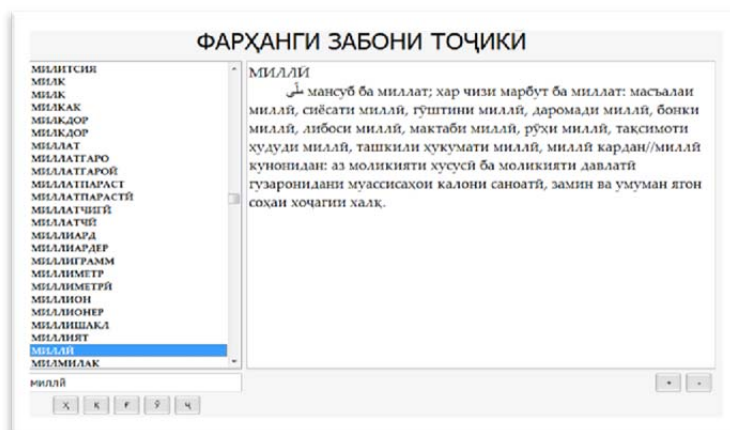 ФАРҲАНГИ ЗАБОНИ ТОҶИКИ
МИЛИТСИЯ
МИЛК
МИЛК
МИЛКАК
МИЛКДОР
МИЛКДОР
МИЛЛАТ
МИЛЛАТГАРО
МИЛЛАТГАРОӢ
МИЛЛАТПАРАСТ
МИЛЛАТПАРАСТӢ
МИЛЛАТЧИГӢ
МИЛЛАТЧӢ
МИЛЛИАРД
МИЛЛИАРДЕР
МИЛЛИГРАММ
МИЛЛИМЕТР
МИЛЛИМЕТРӢ
МИЛЛИОН
МИЛЛИОНЕР
МИЛЛИШАКЛ
МИЛЛИЯТ
МИЛЛӢ
МИЛМИЛАК
миллӣ
ҳ қ ғ ӯ ҷ
МИЛЛӢ
ملّی мансуб ба миллат; ҳар чизи марбут ба миллат: масъалаи
миллӣ, сиёсати миллӣ, гӯштини миллӣ, даромади миллӣ, бонки
миллӣ, либоси миллӣ, мактаби миллӣ, рӯҳи миллӣ, тақсимоти
ҳудуди миллӣ, ташкили ҳукумати миллӣ, миллӣ кардан//миллӣ
кунонидан: аз моликияти хусусӣ ба моликияти давлатӣ
гузаронидани муассисаҳои калони саноатӣ, замин ва умуман ягон
соҳаи хоҷагии халқ.
+ -